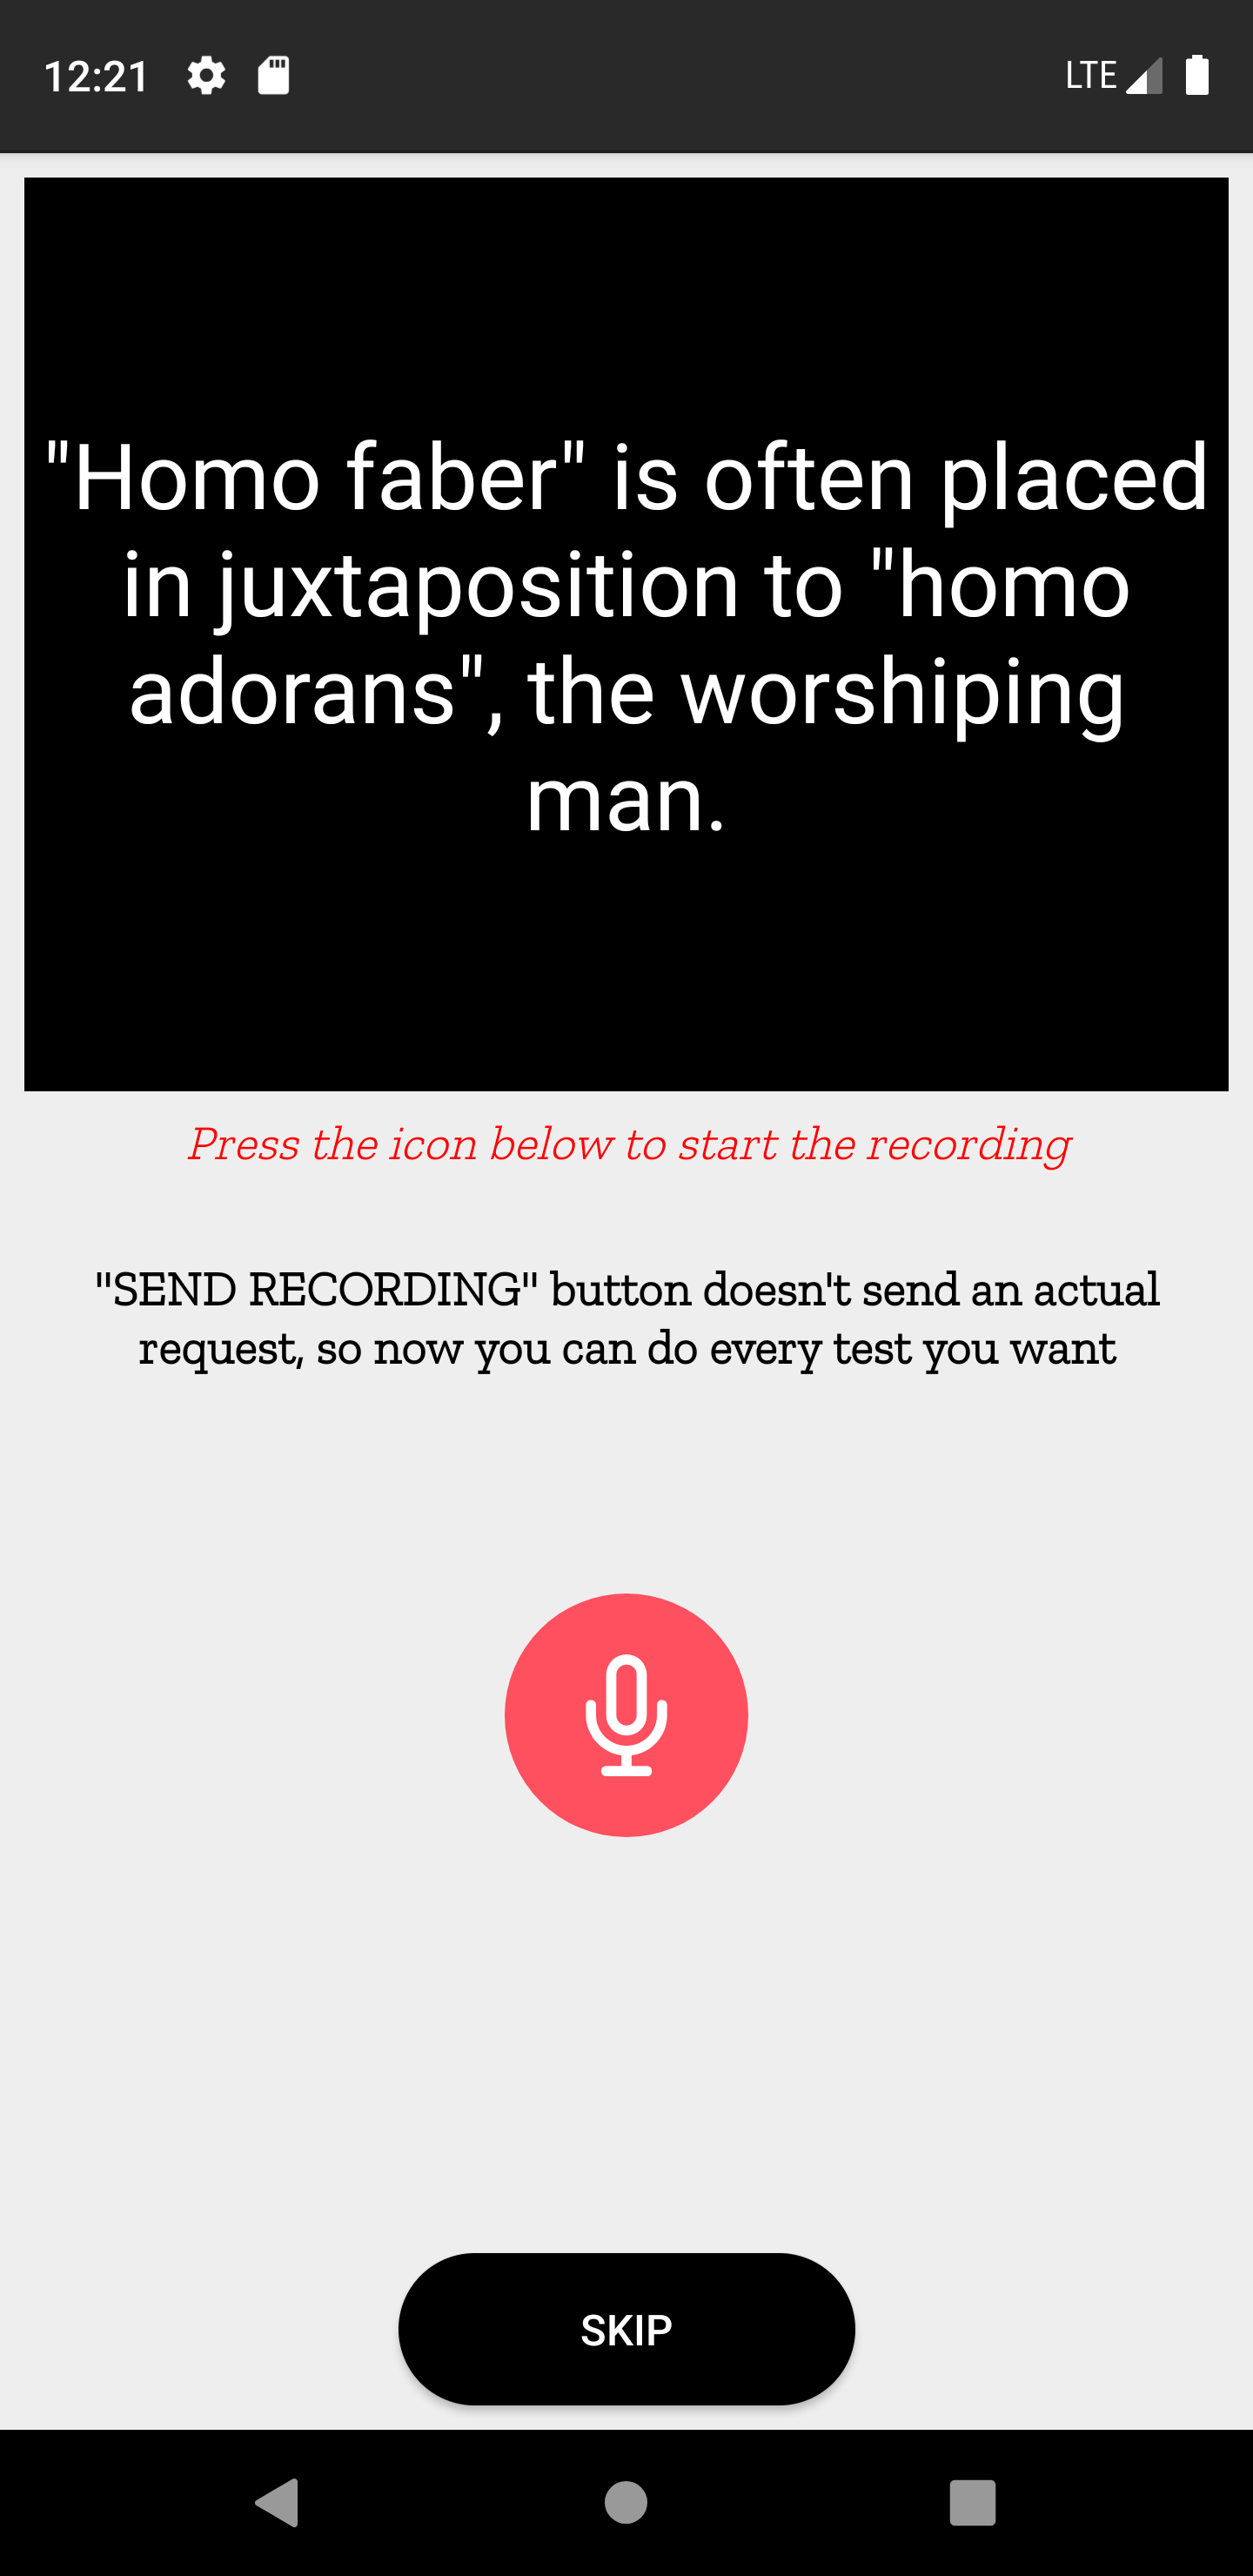 12:21 LTE
"Homo faber" is often placed
in juxtaposition to "homo
adorans", the worshiping
man.
Press the icon below to start the recording
"SEND RECORDING" button doesn't send an actual
request, so now you can do every test you want
SKIP